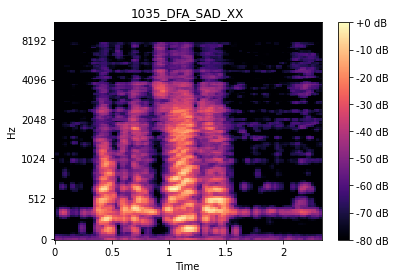 1035_DFA_SAD_XX
+0 dB
8192
-10 dB
4096
-20 dB
-30 dB
2048
Hz
-40 dB
1024
-50 dB
512
-60 dB
-70 dB
0
-80 dB
0
0.5
1
1.5
2
Time